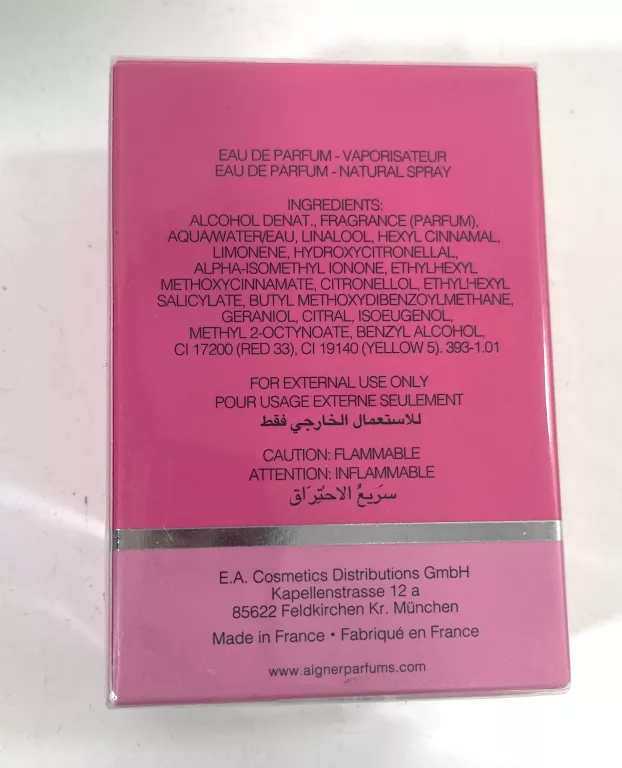 EAU DE PARFUM - VAPORISATEUR
EAU DE PARFUM - NATURAL SPRAY
INGREDIENTS:
ALCOHOL DENAT., FRAGRANCE (PARFUM),
AQUA/WATER/EAU, LINALOOL, HEXYL CINNAMAL,
LIMONENE, HYDROXYCITRONELLAL,
ALPHA-ISOMETHYL IONONE, ETHYLHEXYL
METHOXYCINNAMATE, CITRONELLOL, ETHYLHEXYL
SALICYLATE, BUTYL METHOXYDIBENZOYLMETHANE,
GERANIOL, CITRAL, ISOEUGENOL,
METHYL 2-OCTYNOATE, BENZYL ALCOHOL,
CI 17200 (RED 33), CI 19140 (YELLOW 5). 393-1.01
FOR EXTERNAL USE ONLY
POUR USAGE EXTERNE SEULEMENT
للاستعمال الخارجي فقط
CAUTION: FLAMMABLE
ATTENTION: INFLAMMABLE
سَريعُ الاحتِرَاق
E.A. Cosmetics Distributions GmbH
Kapellenstrasse 12 a
85622 Feldkirchen Kr. München
Made in France • Fabriqué en France
www.aignerparfums.com